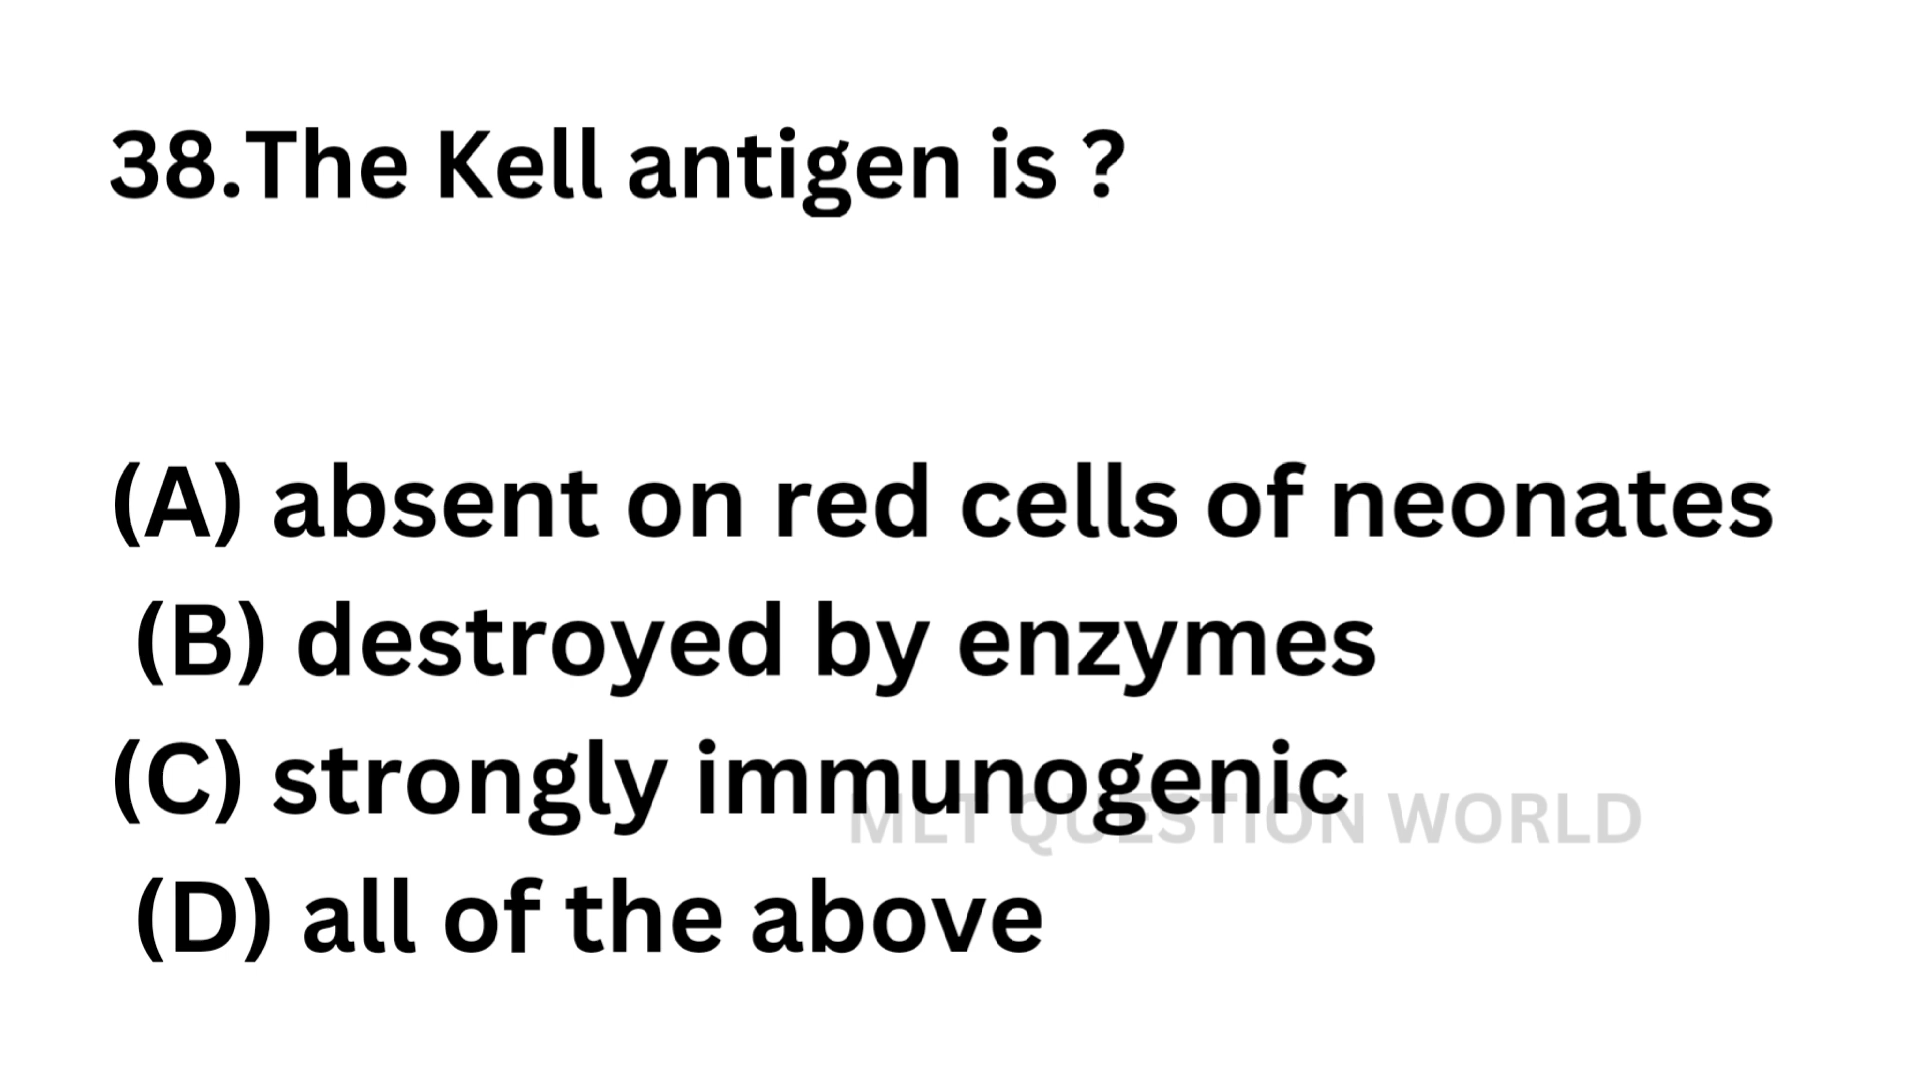 38.The Kell antigen is ?
(A) absent on red cells of neonates
(B) destroyed by enzymes
(C) strongly immunogenic
MLT QUESTION WORLD
(D) all of the above